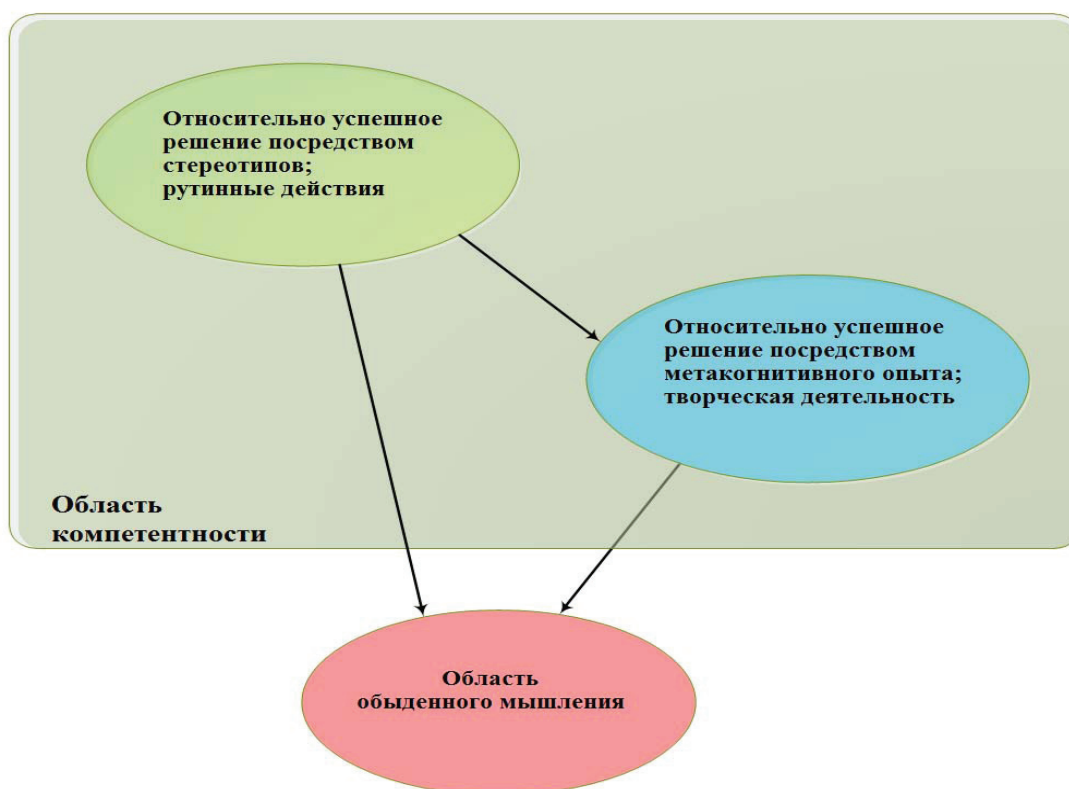 Относительно успешное
решение посредством
стереотипов;
рутинные действия
Относительно успешное
решение посредством
метакогнитивного опыта;
творческая деятельность
Область
компетентности
Область
обыденного мышления